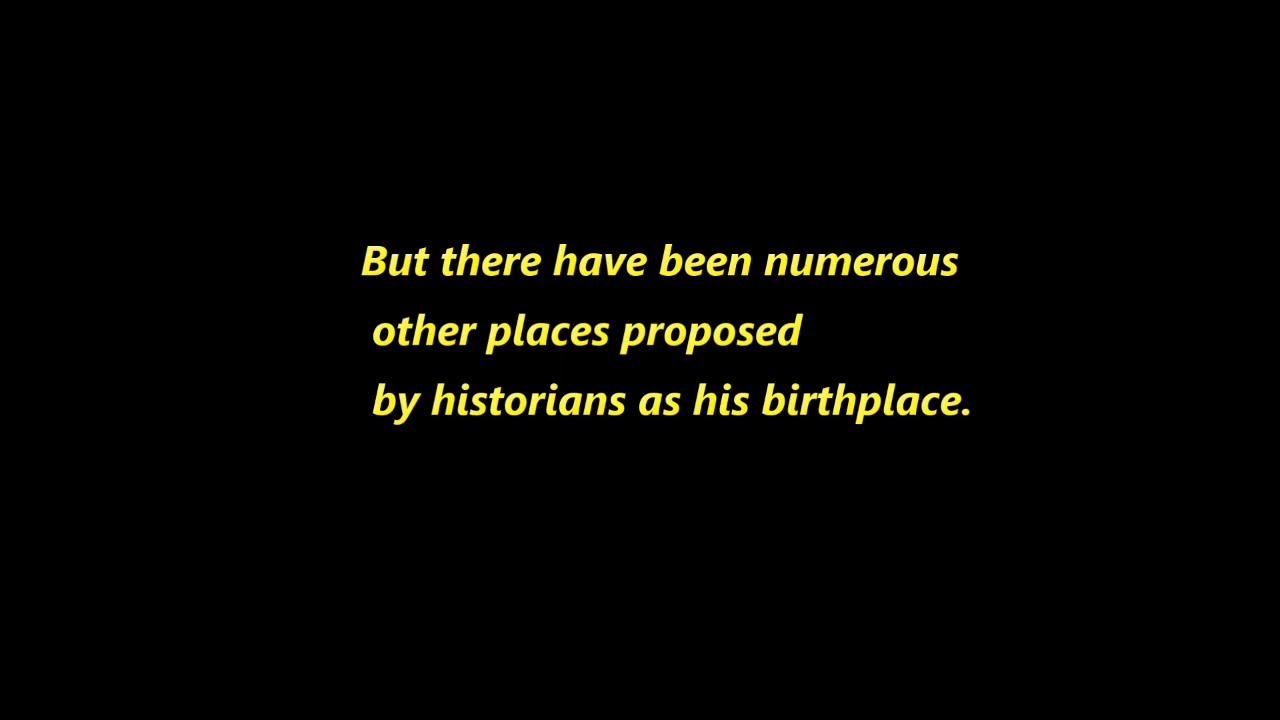 But there have been numerous
other places proposed
by historians as his birthplace.